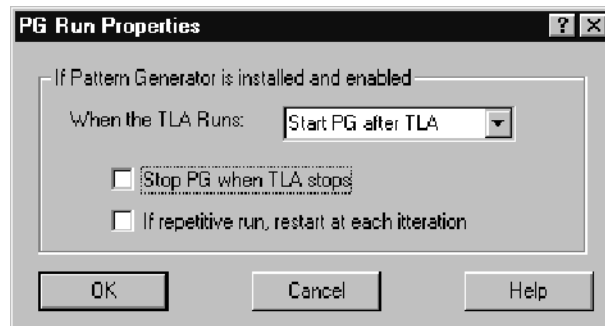 PG Run Properties
If Pattern Generator is installed and enabled
When the TLA Runs: Start PG after TLA
Stop PG when TLA stops
If repetitive run, restart at each itteration
OK Cancel Help